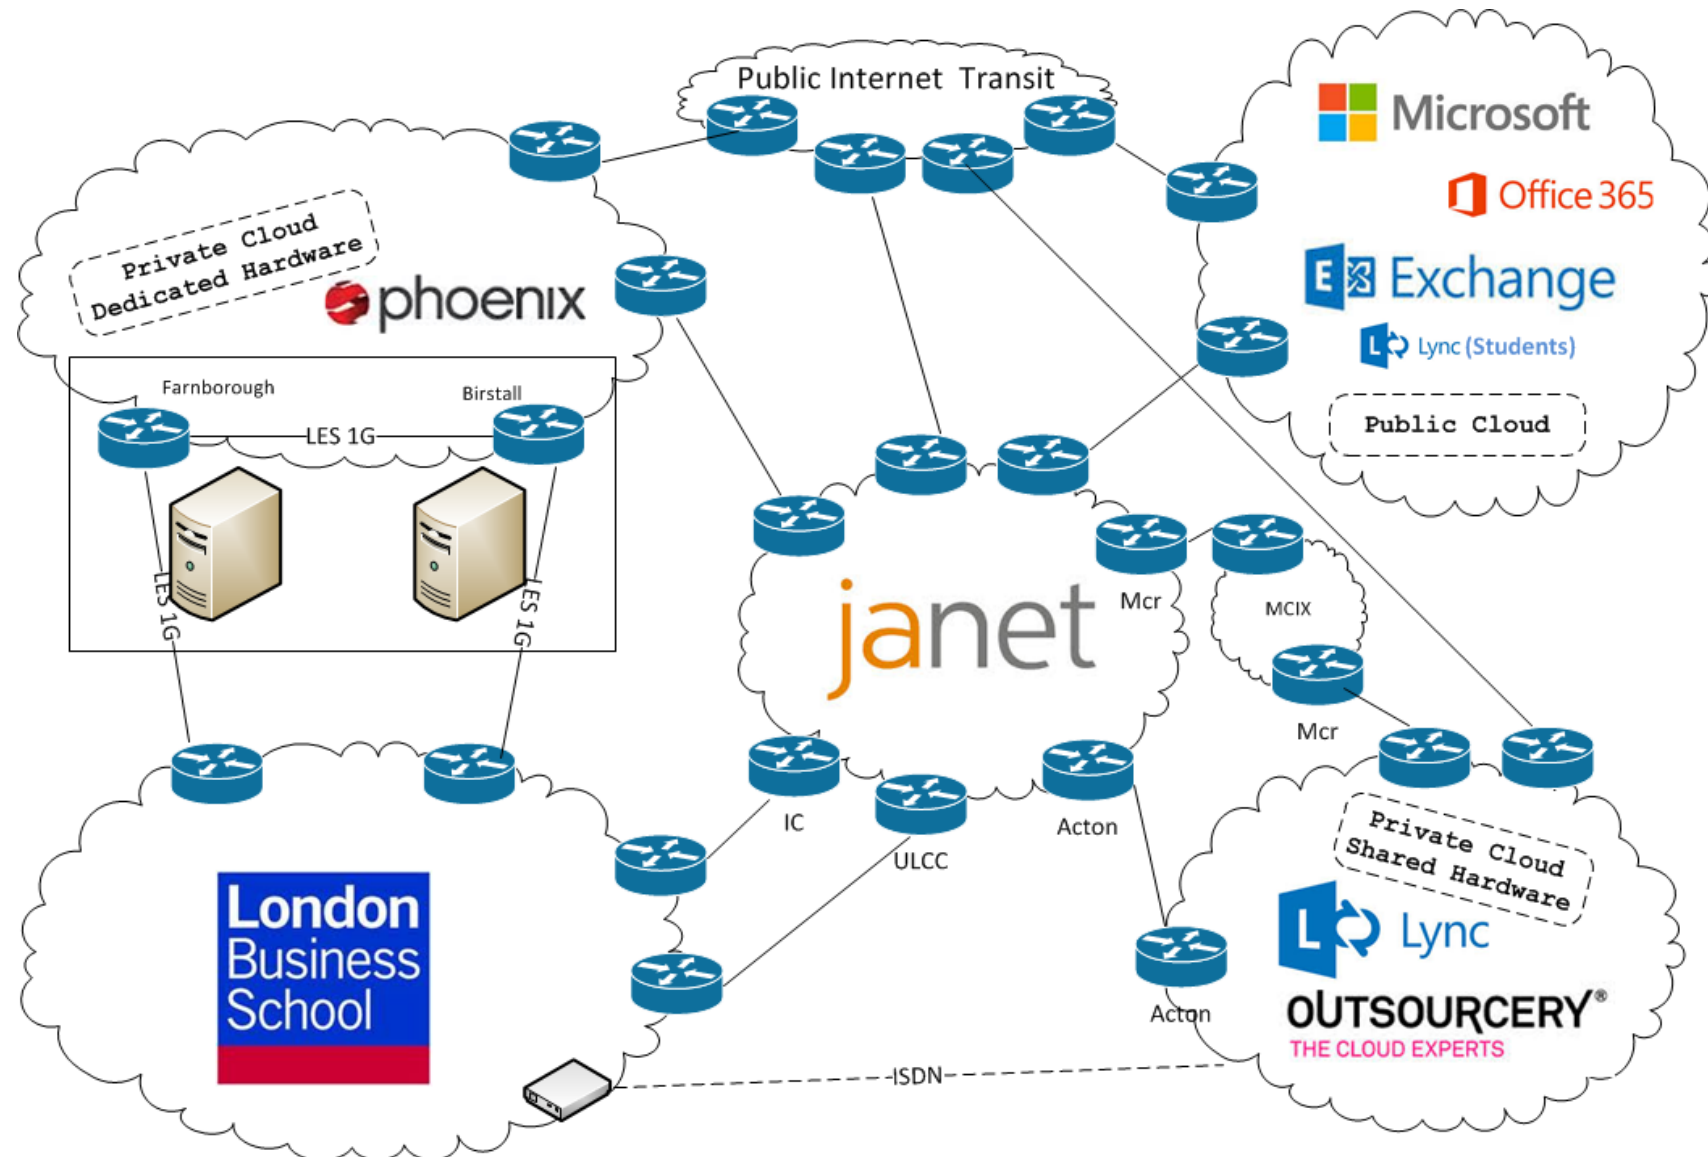 Public Internet Transit
Microsoft
Office 365
Exchange
Lync (Students)
Public Cloud
Private Cloud
Dedicated Hardware
phoenix
Farnborough
Birstall
LES 1G
LES 1G
LES 1G
janet
Mcr
MCIX
Mcr
IC
ULCC
Acton
Private Cloud
Shared Hardware
Lync
OUTSOURCERY®
THE CLOUD EXPERTS
Acton
London
Business
School
ISDN